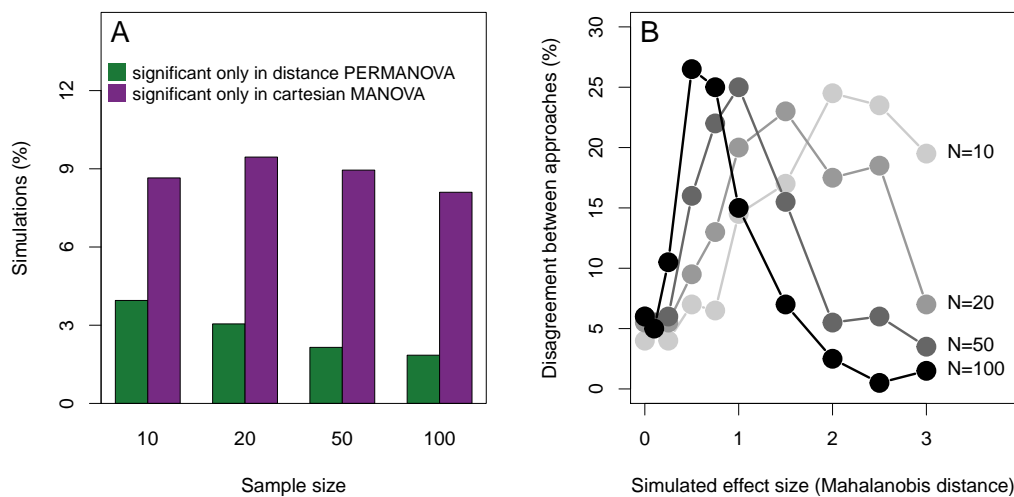 A
significant only in distance PERMANOVA
significant only in cartesian MANOVA
Simulations (%)
12
9
6
3
0
10 20 50 100
Sample size
B
Disagreement between approaches (%)
30
25
20
15
10
5
0
N=10
N=20
N=50
N=100
0 1 2 3
Simulated effect size (Mahalanobis distance)